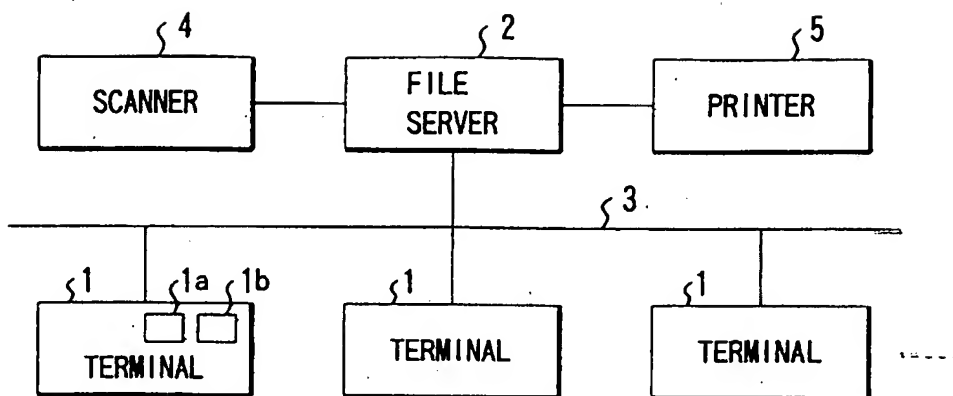 4
2
5
SCANNER
FILE
SERVER
PRINTER
3
1
1a
1b
1
1
TERMINAL
TERMINAL
TERMINAL